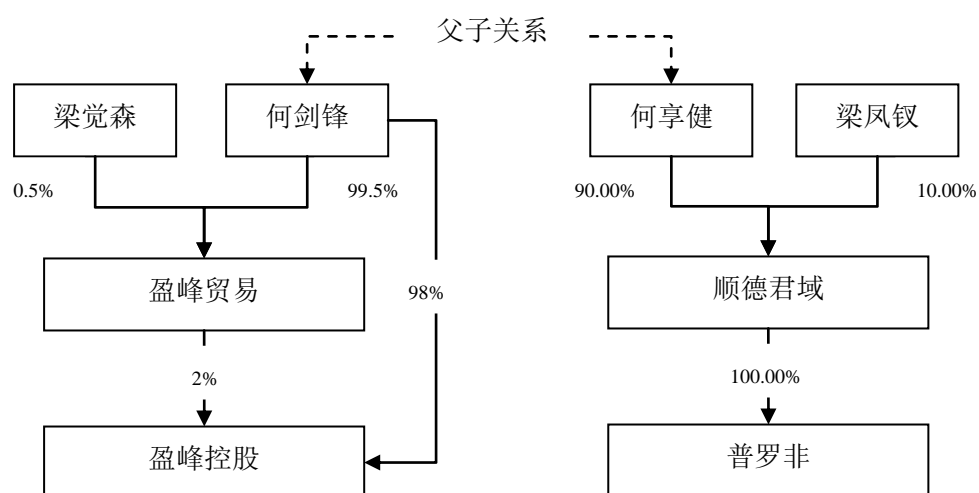 父子关系
梁觉森 何剑锋 何享健 梁凤钗
0.5% 99.5% 90.00% 10.00%
盈峰贸易 98% 顺德君域
2% 100.00%
盈峰控股 普罗非